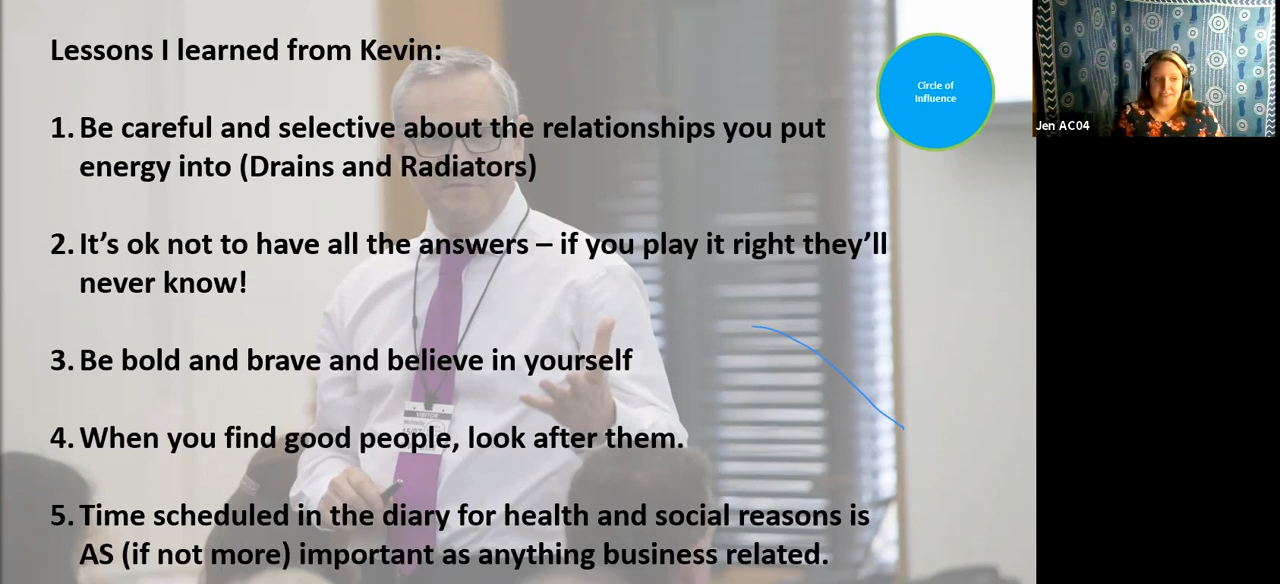 Lessons I learned from Kevin:
1. Be careful and selective about the relationships you put
energy into (Drains and Radiators)
2. It’s ok not to have all the answers – if you play it right they’ll
never know!
3. Be bold and brave and believe in yourself
4. When you find good people, look after them.
5. Time scheduled in the diary for health and social reasons is
AS (if not more) important as anything business related.
Circle of
Influence
Jen AC04
VISITOR